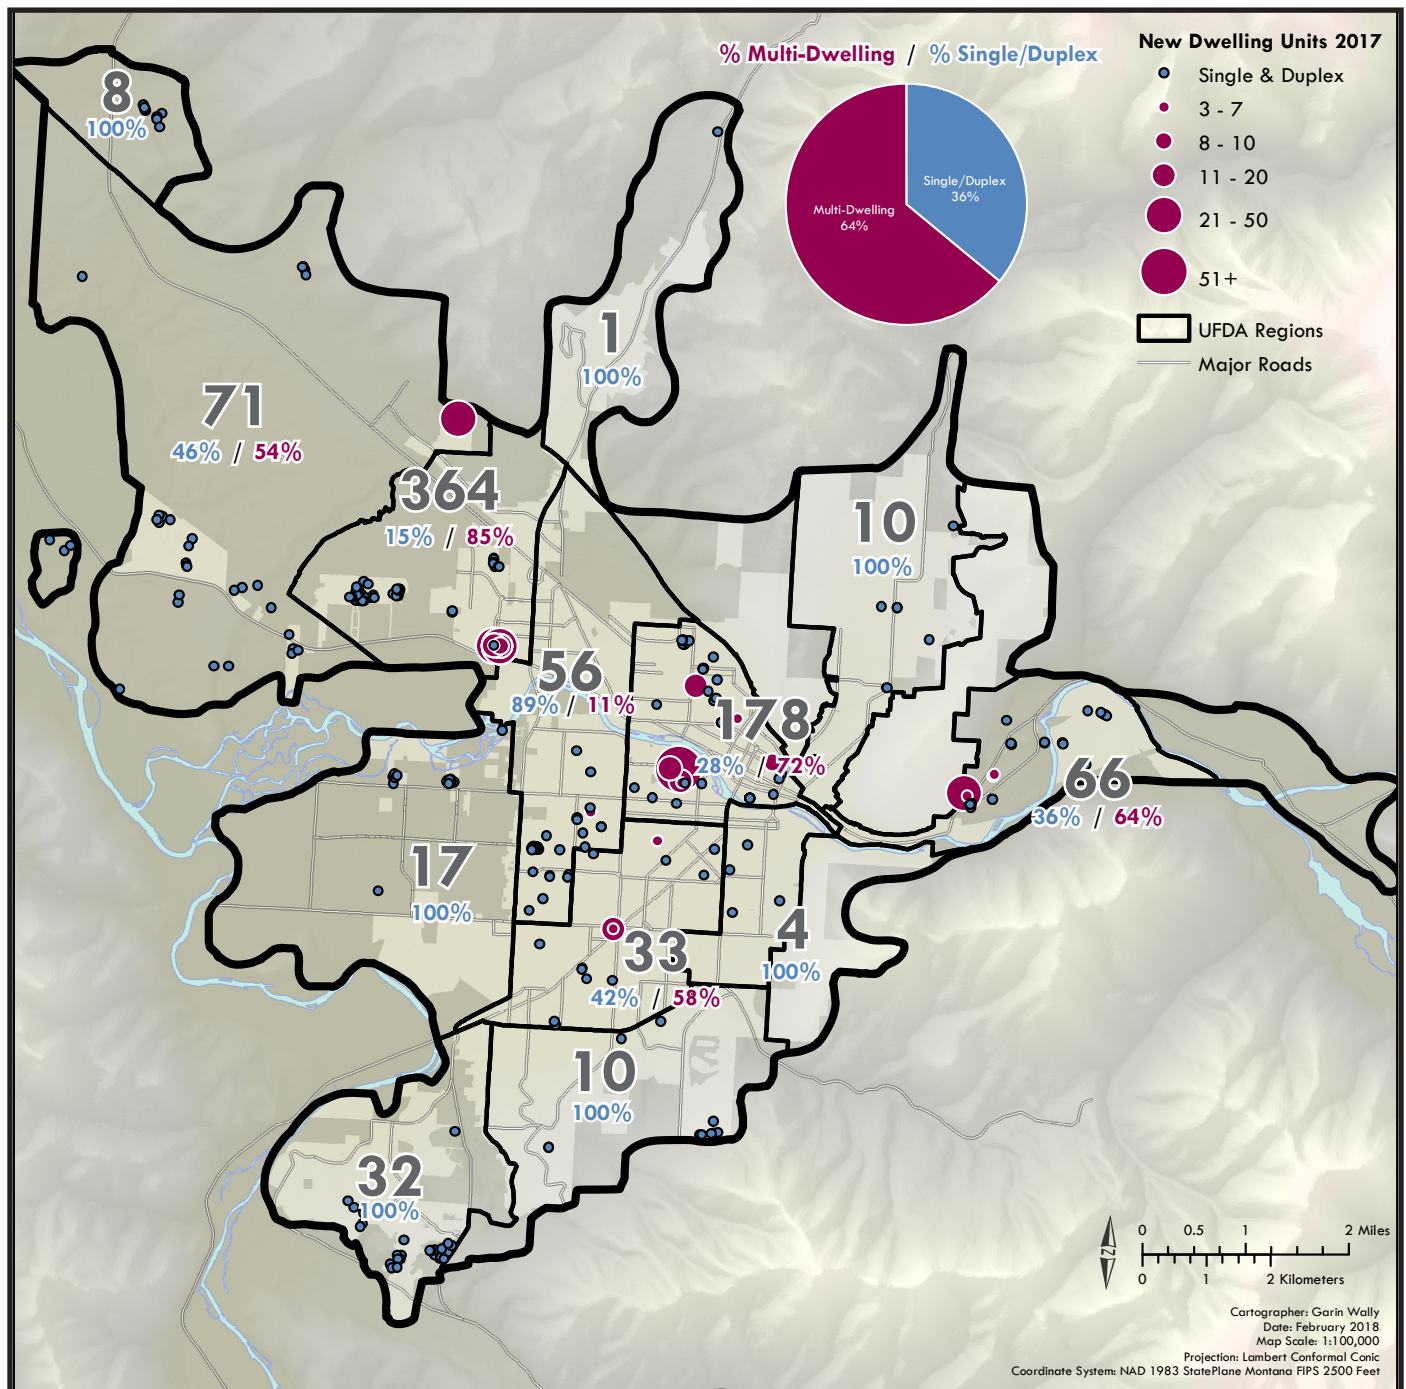 % Multi-Dwelling / % Single/Duplex
Single/Duplex
36%
Multi-Dwelling
64%
New Dwelling Units 2017
Single & Duplex
3 - 7
8 - 10
11 - 20
21 - 50
51+
UFDA Regions
Major Roads
8
100%
1
100%
71
46% / 54%
364
15% / 85%
10
100%
56
89% / 11%
178
28% / 72%
66
36% / 64%
17
100%
33
42% / 58%
4
100%
10
100%
32
100%
N
0 0.5 1 2 Miles
0 1 2 Kilometers
Cartographer: Garin Wally
Date: February 2018
Map Scale: 1:100,000
Projection: Lambert Conformal Conic
Coordinate System: NAD 1983 StatePlane Montana FIPS 2500 Feet